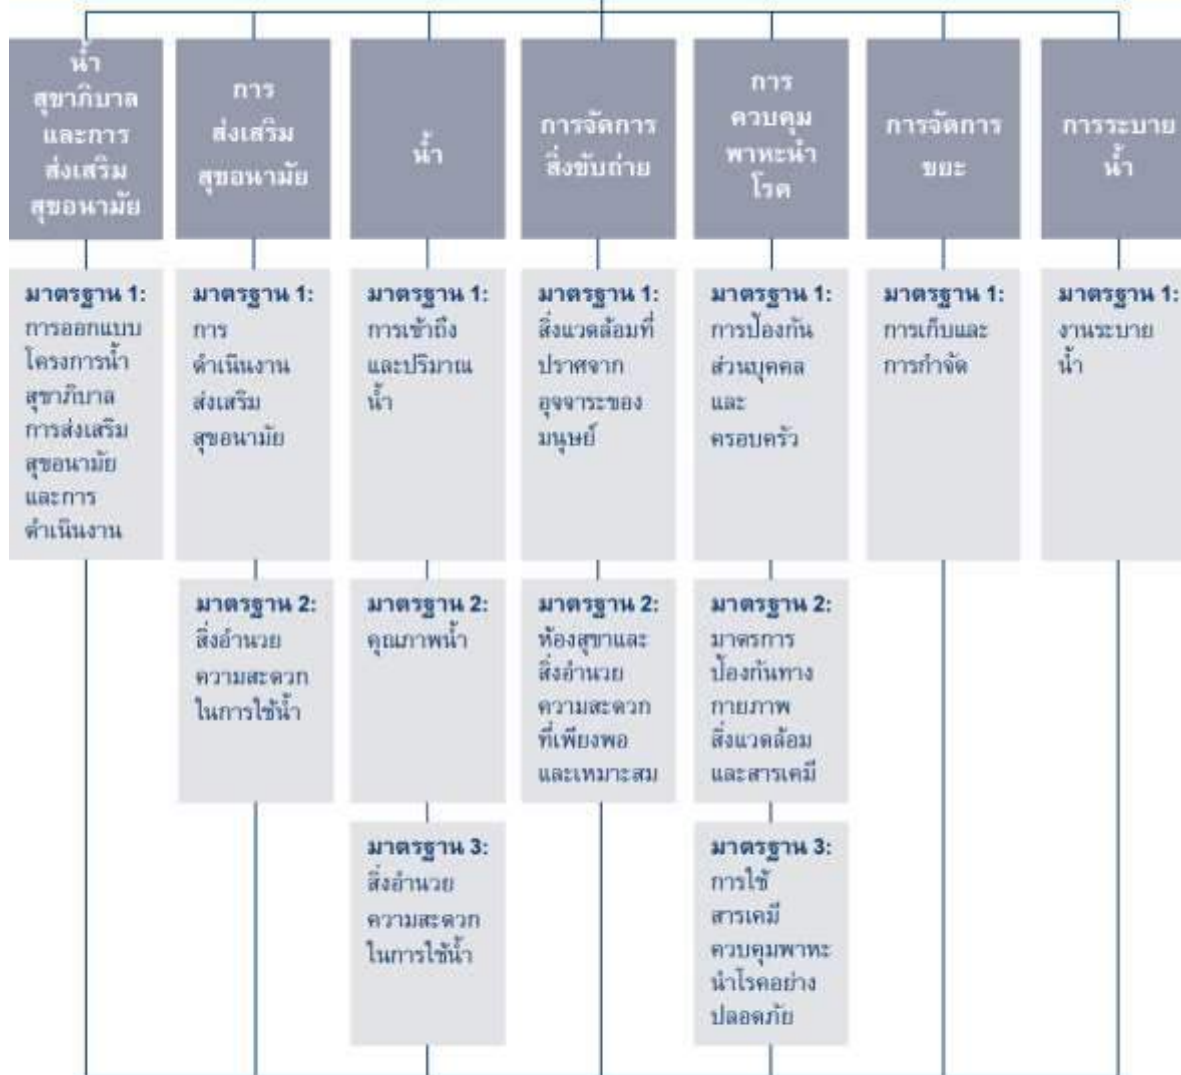 น้ำ
สุขาภิบาล
และการ
ส่งเสริม
สุขอนามัย
การ
ส่งเสริม
สุขอนามัย
น้ำ
การจัดการ
สิ่งขับถ่าย
การ
ควบคุม
พาหะนำ
โรค
การจัดการ
ขยะ
การระบาย
น้ำ
มาตรฐาน 1:
การออกแบบ
โครงการน้ำ
สุขาภิบาล
การส่งเสริม
สุขอนามัย
และการ
ดำเนินงาน
มาตรฐาน 1:
การ
ดำเนินงาน
ส่งเสริม
สุขอนามัย
มาตรฐาน 1:
การเข้าถึง
และปริมาณ
น้ำ
มาตรฐาน 1:
สิ่งแวดล้อมที่
ปราศจาก
อุจจาระของ
มนุษย์
มาตรฐาน 1:
การป้องกัน
ส่วนบุคคล
และ
ครอบครัว
มาตรฐาน 1:
การเก็บและ
การกำจัด
มาตรฐาน 1:
งานระบาย
น้ำ
มาตรฐาน 2:
สิ่งอำนวย
ความสะดวก
ในการใช้น้ำ
มาตรฐาน 2:
คุณภาพน้ำ
มาตรฐาน 2:
ห้องสุขาและ
สิ่งอำนวย
ความสะดวก
ที่เพียงพอ
และเหมาะสม
มาตรฐาน 2:
มาตรการ
ป้องกันทาง
กายภาพ
สิ่งแวดล้อม
และสารเคมี
มาตรฐาน 3:
สิ่งอำนวย
ความสะดวก
ในการใช้น้ำ
มาตรฐาน 3:
การใช้
สารเคมี
ควบคุมพาหะ
นำโรคอย่าง
ปลอดภัย